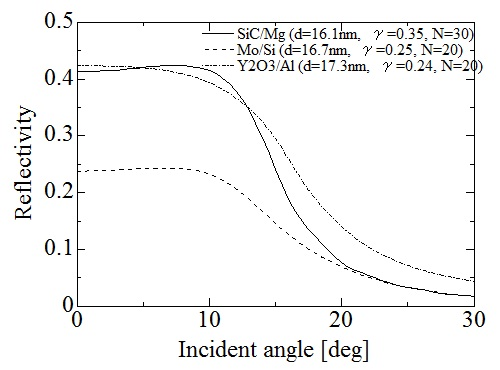 0.5
SiC/Mg (d=16.1nm, γ=0.35, N=30)
Mo/Si (d=16.7nm, γ=0.25, N=20)
Y2O3/Al (d=17.3nm, γ=0.24, N=20)
0.4
0.3
0.2
0.1
0
Reflectivity
0 10 20 30
Incident angle [deg]